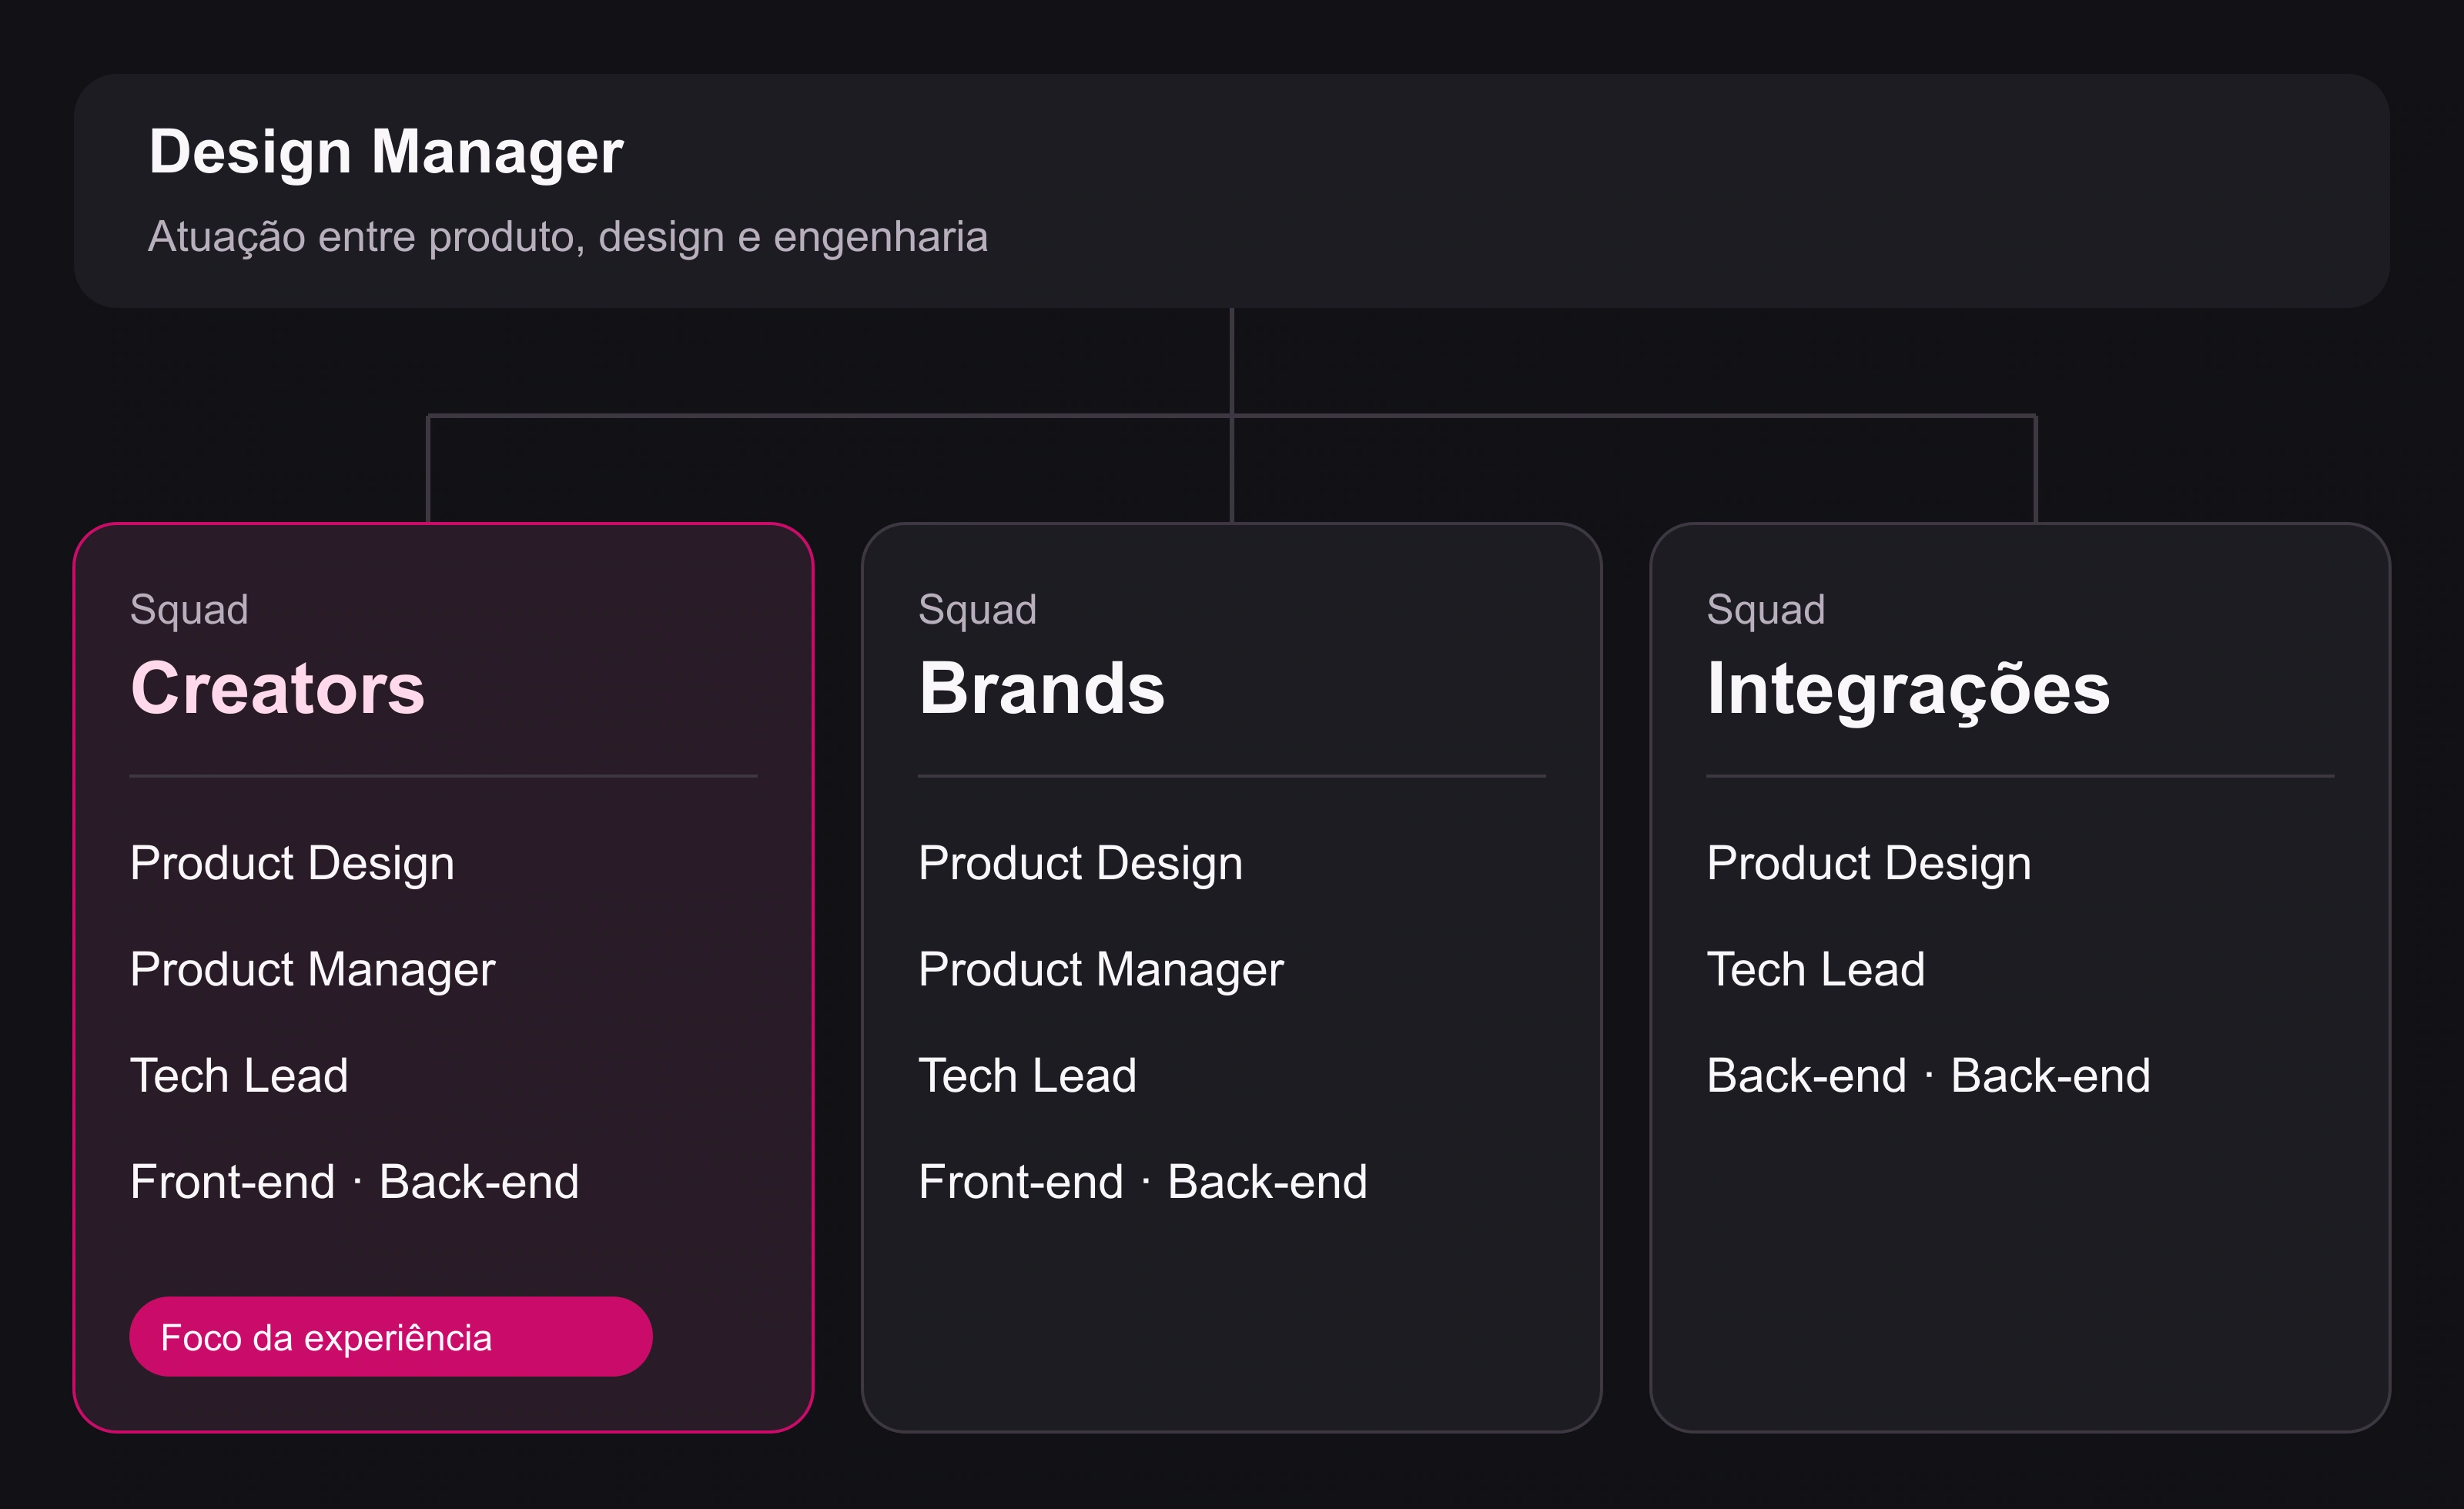 Design Manager
Atuação entre produto, design e engenharia
Squad
Creators
Product Design
Product Manager
Tech Lead
Front-end · Back-end
Foco da experiência
Squad
Brands
Product Design
Product Manager
Tech Lead
Front-end · Back-end
Squad
Integrações
Product Design
Tech Lead
Back-end · Back-end